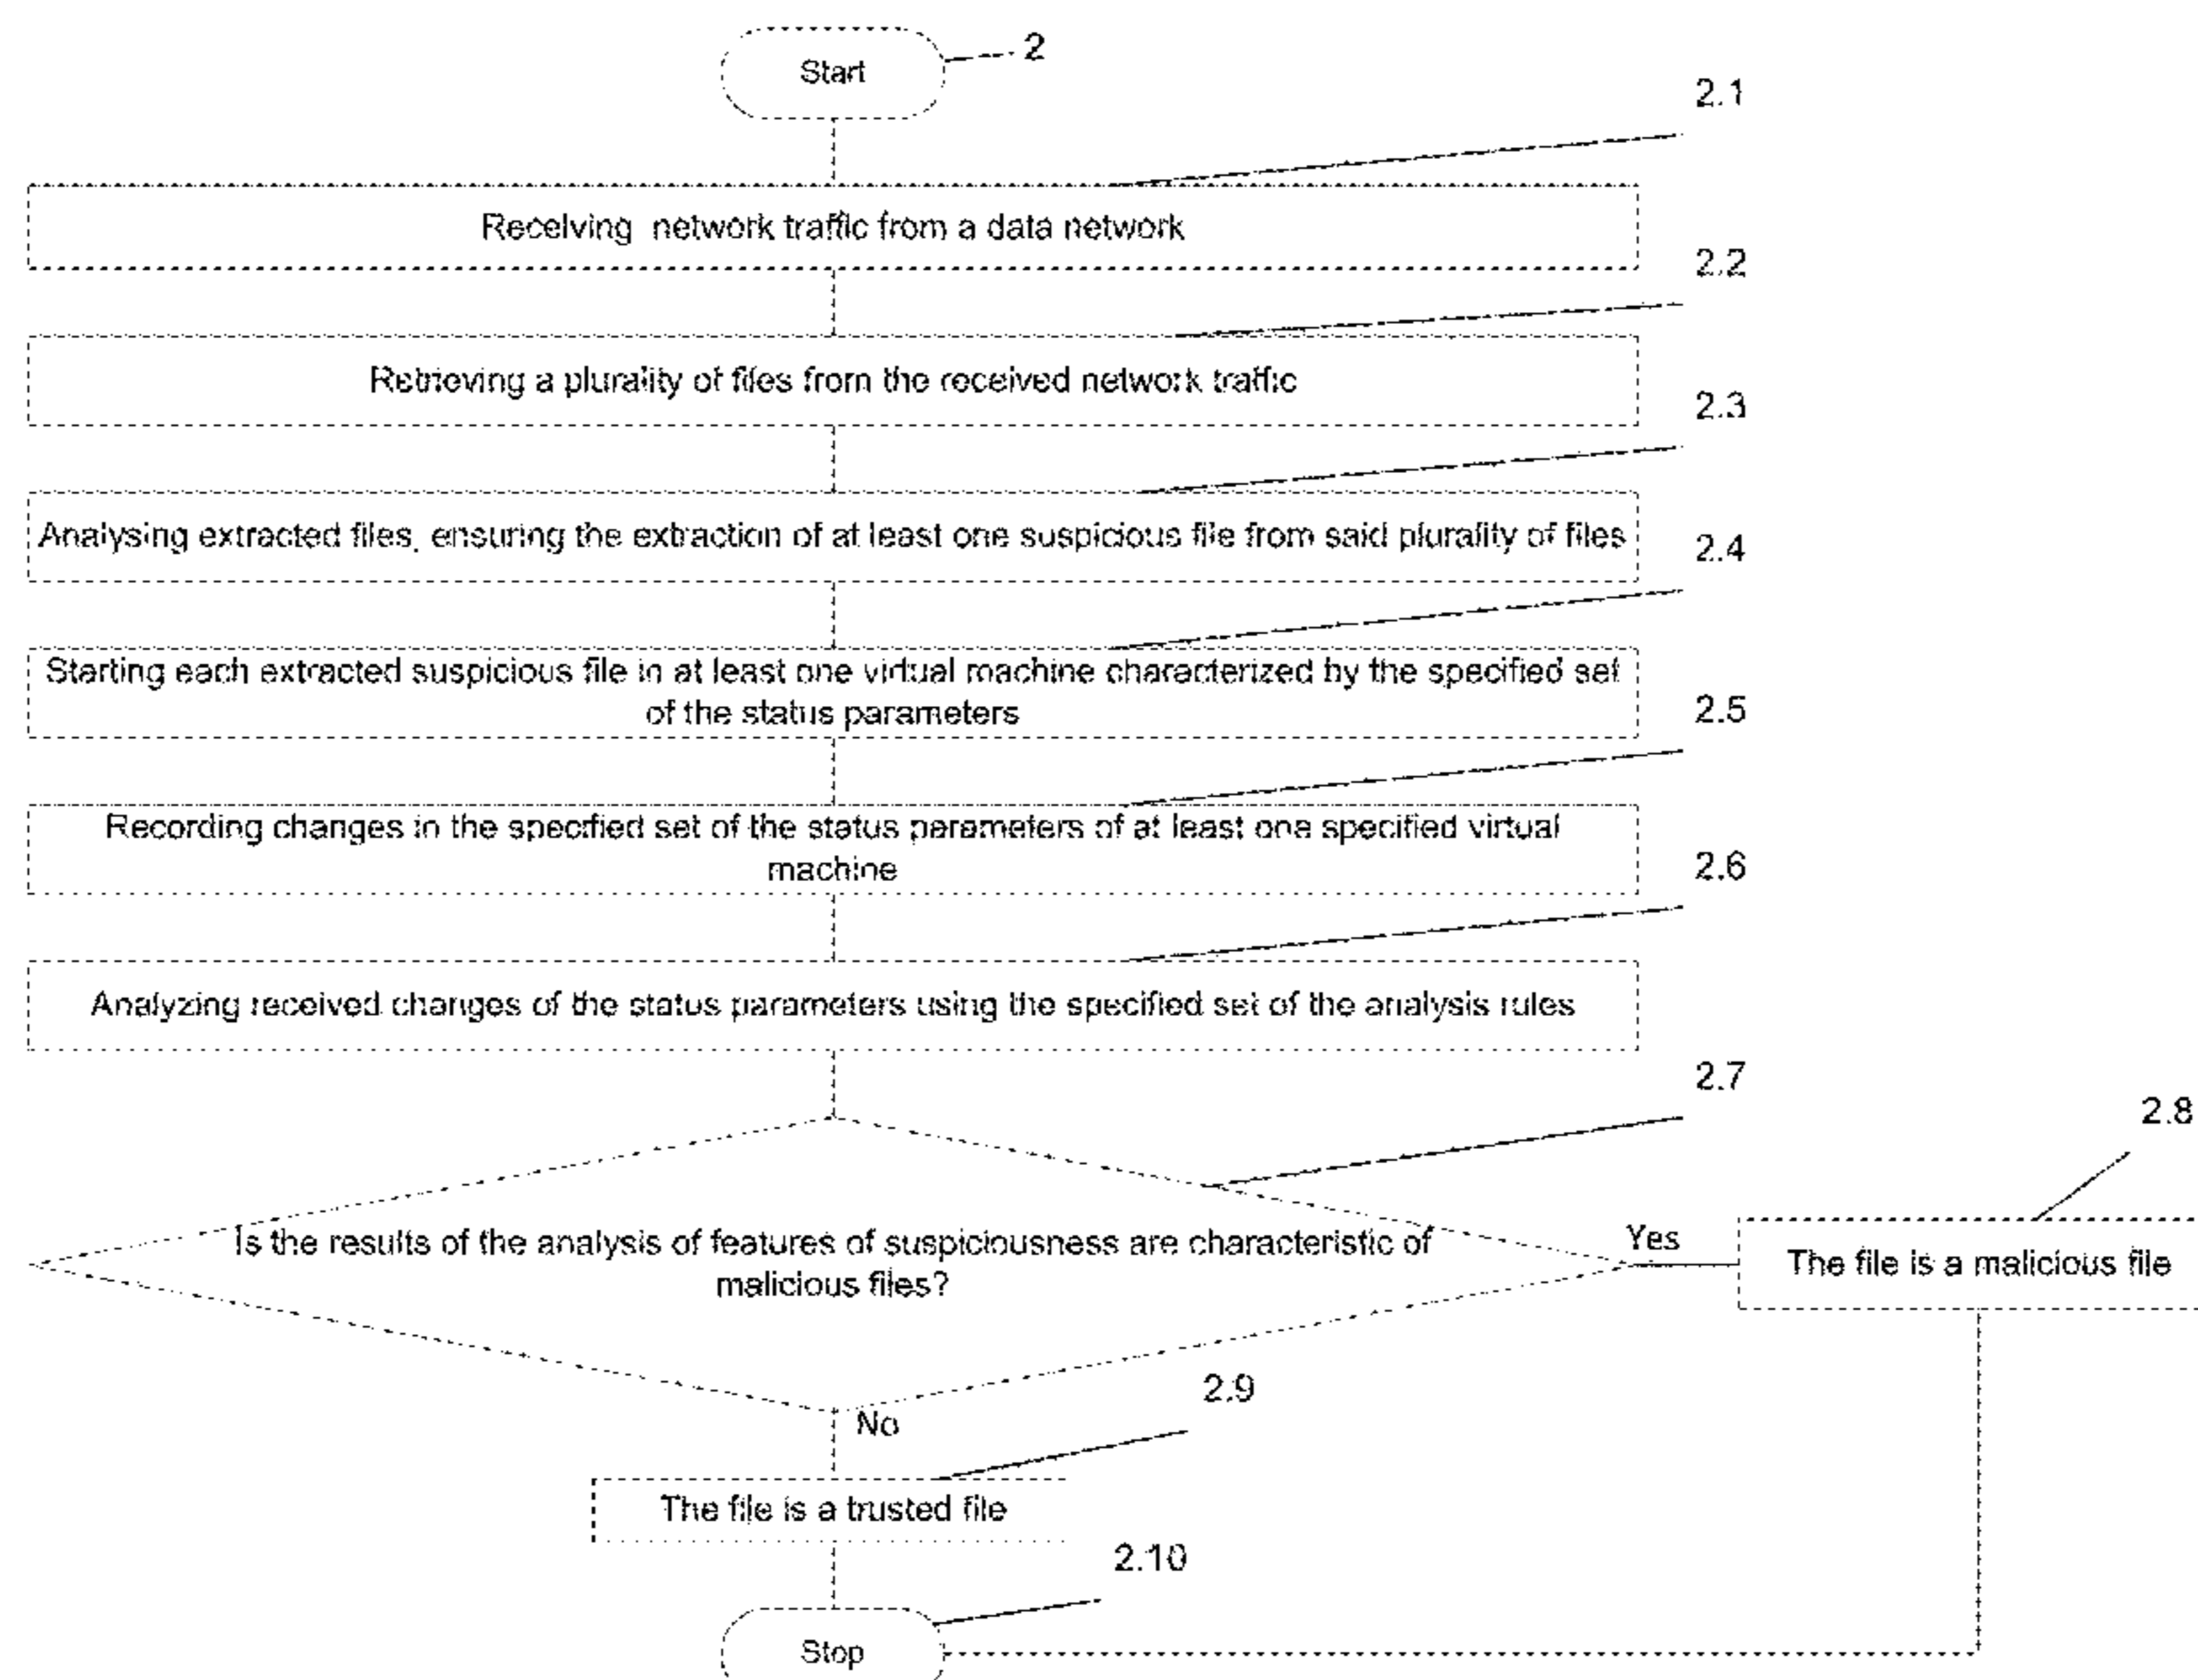 Start
2
2.1
Receiving network traffic from a data network
2.2
Retrieving a plurality of files from the received network traffic
2.3
Analysing extracted files, ensuring the extraction of at least one suspicious file from said plurality of files
2.4
Starting each extracted suspicious file in at least one virtual machine characterized by the specified set
of the status parameters
2.5
Recording changes in the specified set of the status parameters of at least one specified virtual
machine
2.6
Analyzing received changes of the status parameters using the specified set of the analysis rules
2.7
2.8
Is the results of the analysis of features of suspiciousness are characteristic of
malicious files?
Yes
The file is a malicious file
2.9
No
The file is a trusted file
2.10
Stop